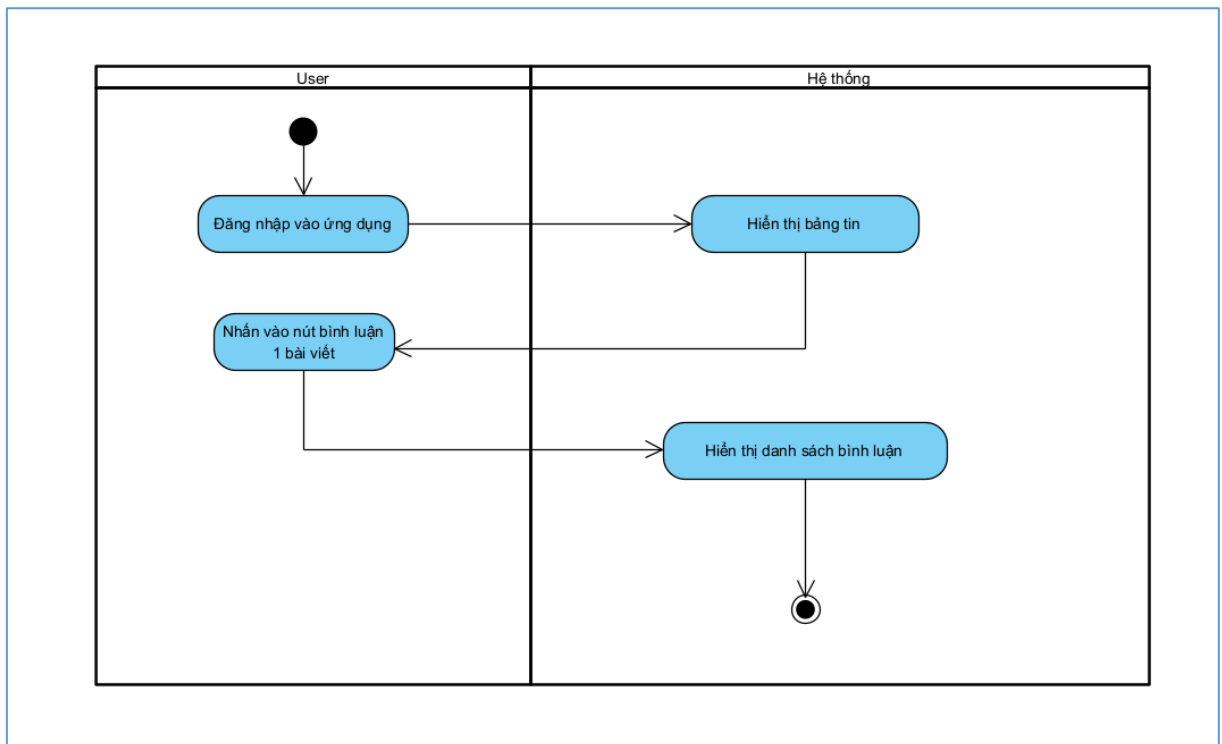 User
Hệ thống
Đăng nhập vào ứng dụng
Hiển thị bảng tin
Nhấn vào nút bình luận
1 bài viết
Hiển thị danh sách bình luận